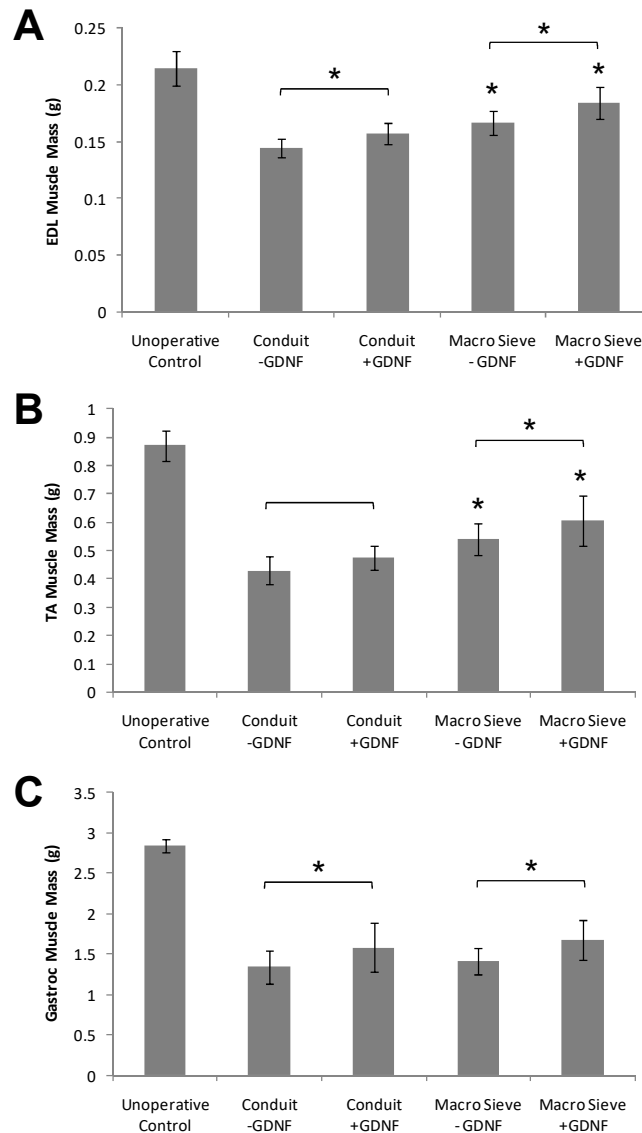 A
EDL Muscle Mass (g)
0.25
0.2
0.15
0.1
0.05
0
*
*
*
*
Unoperative Control
Conduit -GDNF
Conduit +GDNF
Macro Sieve - GDNF
Macro Sieve +GDNF
B
TA Muscle Mass (g)
1
0.9
0.8
0.7
0.6
0.5
0.4
0.3
0.2
0.1
0
*
*
*
Unoperative Control
Conduit -GDNF
Conduit +GDNF
Macro Sieve - GDNF
Macro Sieve +GDNF
C
Gastroc Muscle Mass (g)
3.5
3
2.5
2
1.5
1
0.5
0
*
*
Unoperative Control
Conduit -GDNF
Conduit +GDNF
Macro Sieve - GDNF
Macro Sieve +GDNF